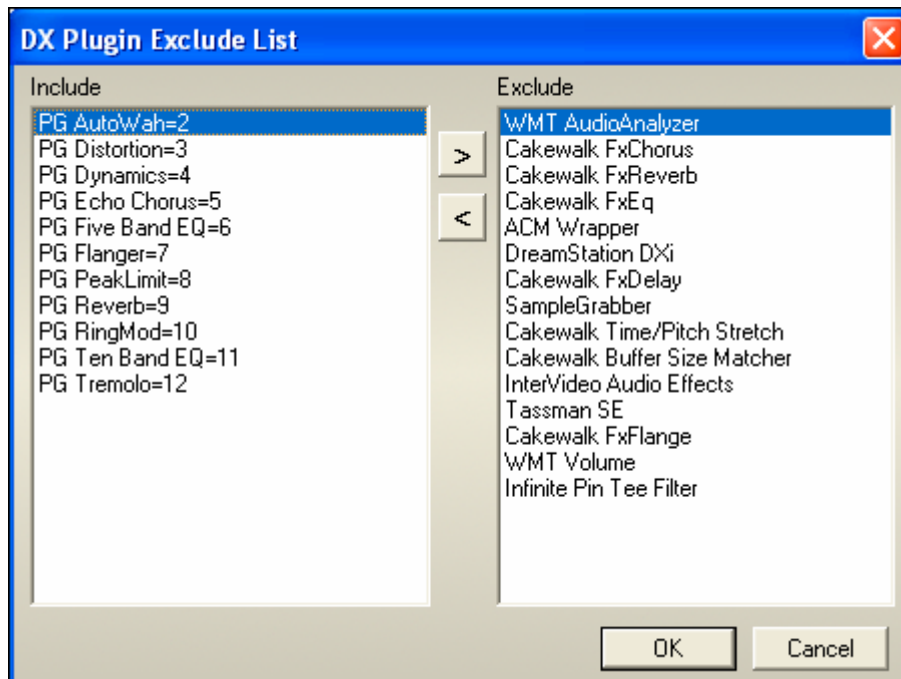 DX Plugin Exclude List
Include
PG AutoWah=2
PG Distortion=3
PG Dynamics=4
PG Echo Chorus=5
PG Five Band EQ=6
PG Flanger=7
PG PeakLimit=8
PG Reverb=9
PG RingMod=10
PG Ten Band EQ=11
PG Tremolo=12
>
<
Exclude
WMT AudioAnalyzer
Cakewalk FxChorus
Cakewalk FxReverb
Cakewalk FxEq
ACM Wrapper
DreamStation DXi
Cakewalk FxDelay
SampleGrabber
Cakewalk Time/Pitch Stretch
Cakewalk Buffer Size Matcher
InterVideo Audio Effects
Tassman SE
Cakewalk FxFlange
WMT Volume
Infinite Pin Tee Filter
OK
Cancel